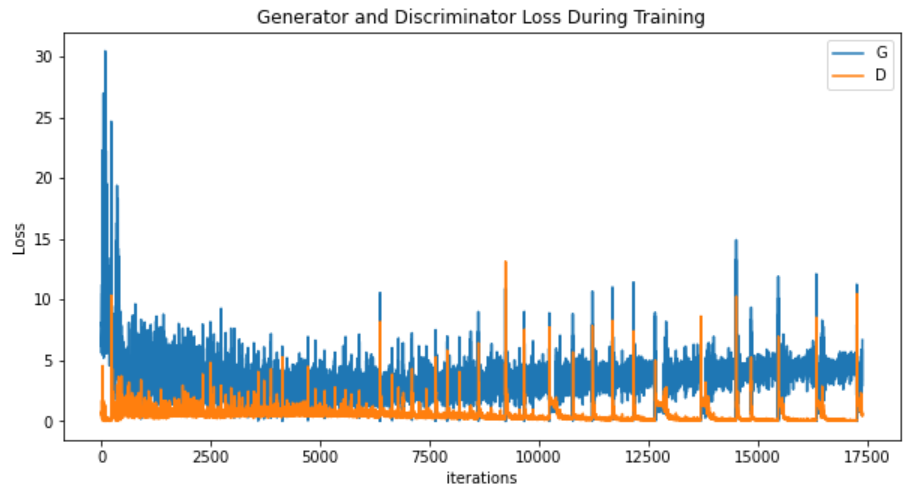 Generator and Discriminator Loss During Training
G
D
30
25
20
15
10
5
0
Loss
0 2500 5000 7500 10000 12500 15000 17500
iterations